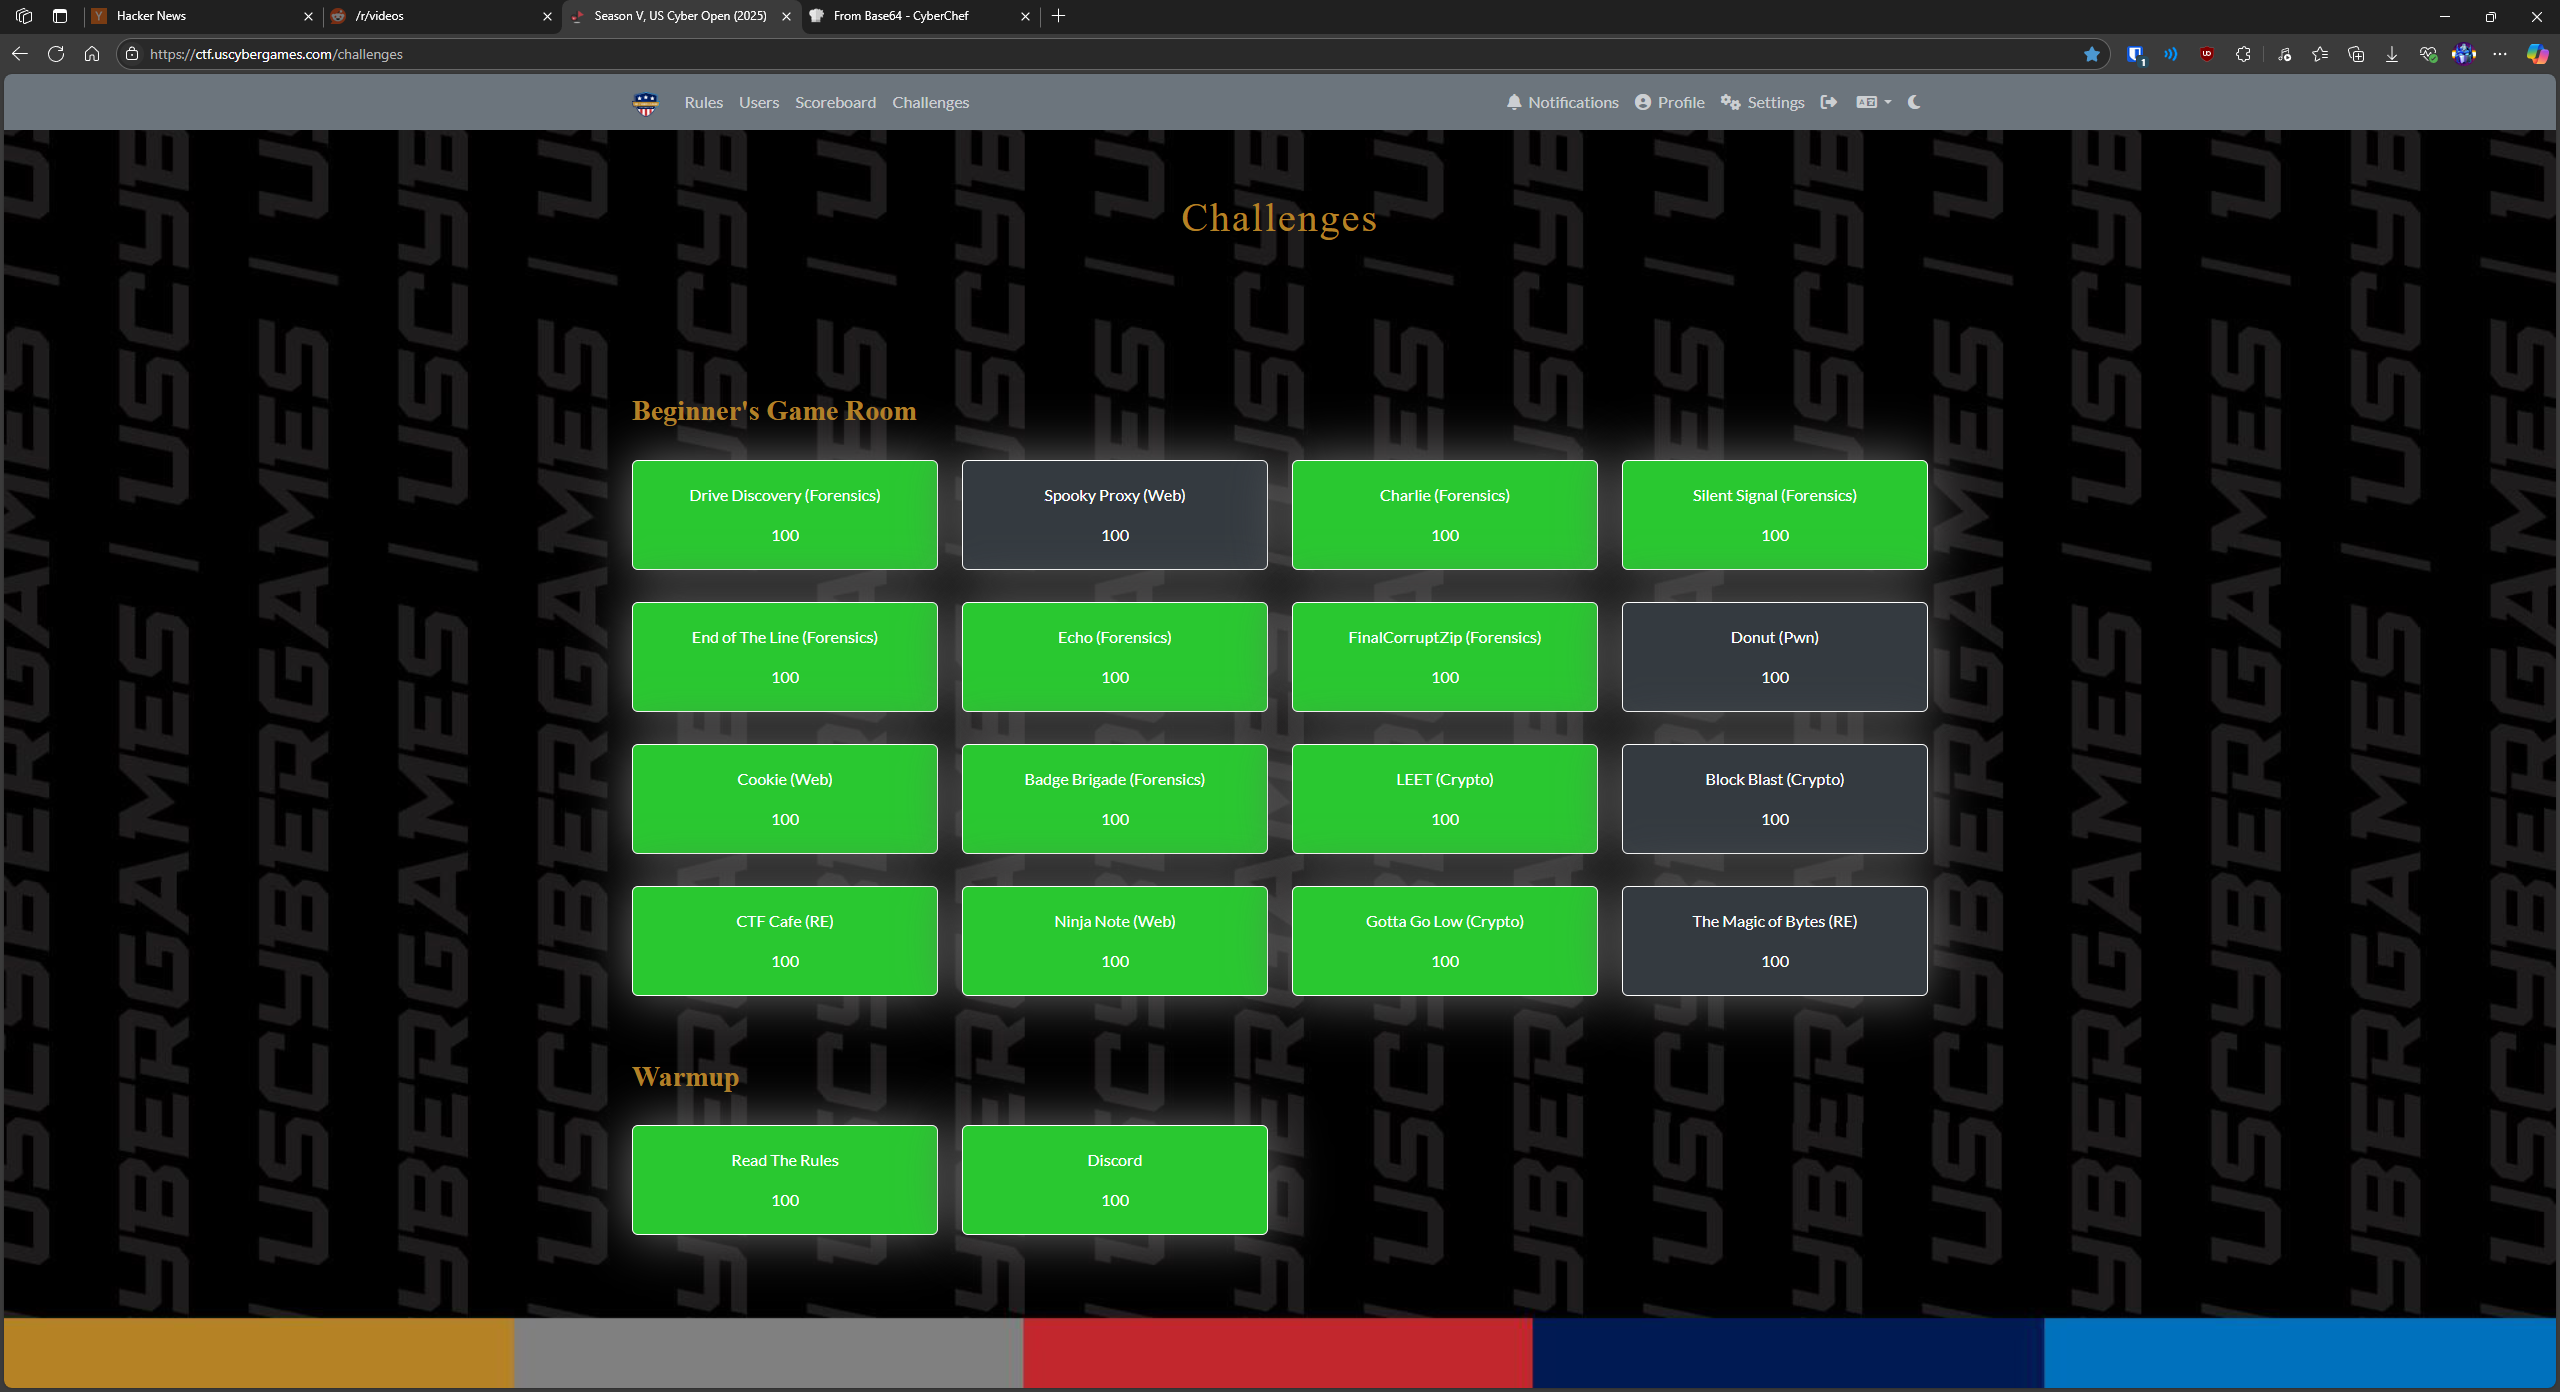 Hacker News
/r/videos
Season V, US Cyber Open (2025)
From Base64 - CyberChef
https://ctf.uscybergames.com/challenges
Rules
Users
Scoreboard
Challenges
Notifications
Profile
Settings
Challenges
Beginner's Game Room
Drive Discovery (Forensics)
100
Spooky Proxy (Web)
100
Charlie (Forensics)
100
Silent Signal (Forensics)
100
End of The Line (Forensics)
100
Echo (Forensics)
100
FinalCorruptZip (Forensics)
100
Donut (Pwn)
100
Cookie (Web)
100
Badge Brigade (Forensics)
100
LEET (Crypto)
100
Block Blast (Crypto)
100
CTF Cafe (RE)
100
Ninja Note (Web)
100
Gotta Go Low (Crypto)
100
The Magic of Bytes (RE)
100
Warmup
Read The Rules
100
Discord
100
USCYBERGAMES | USCYBERGAMES |